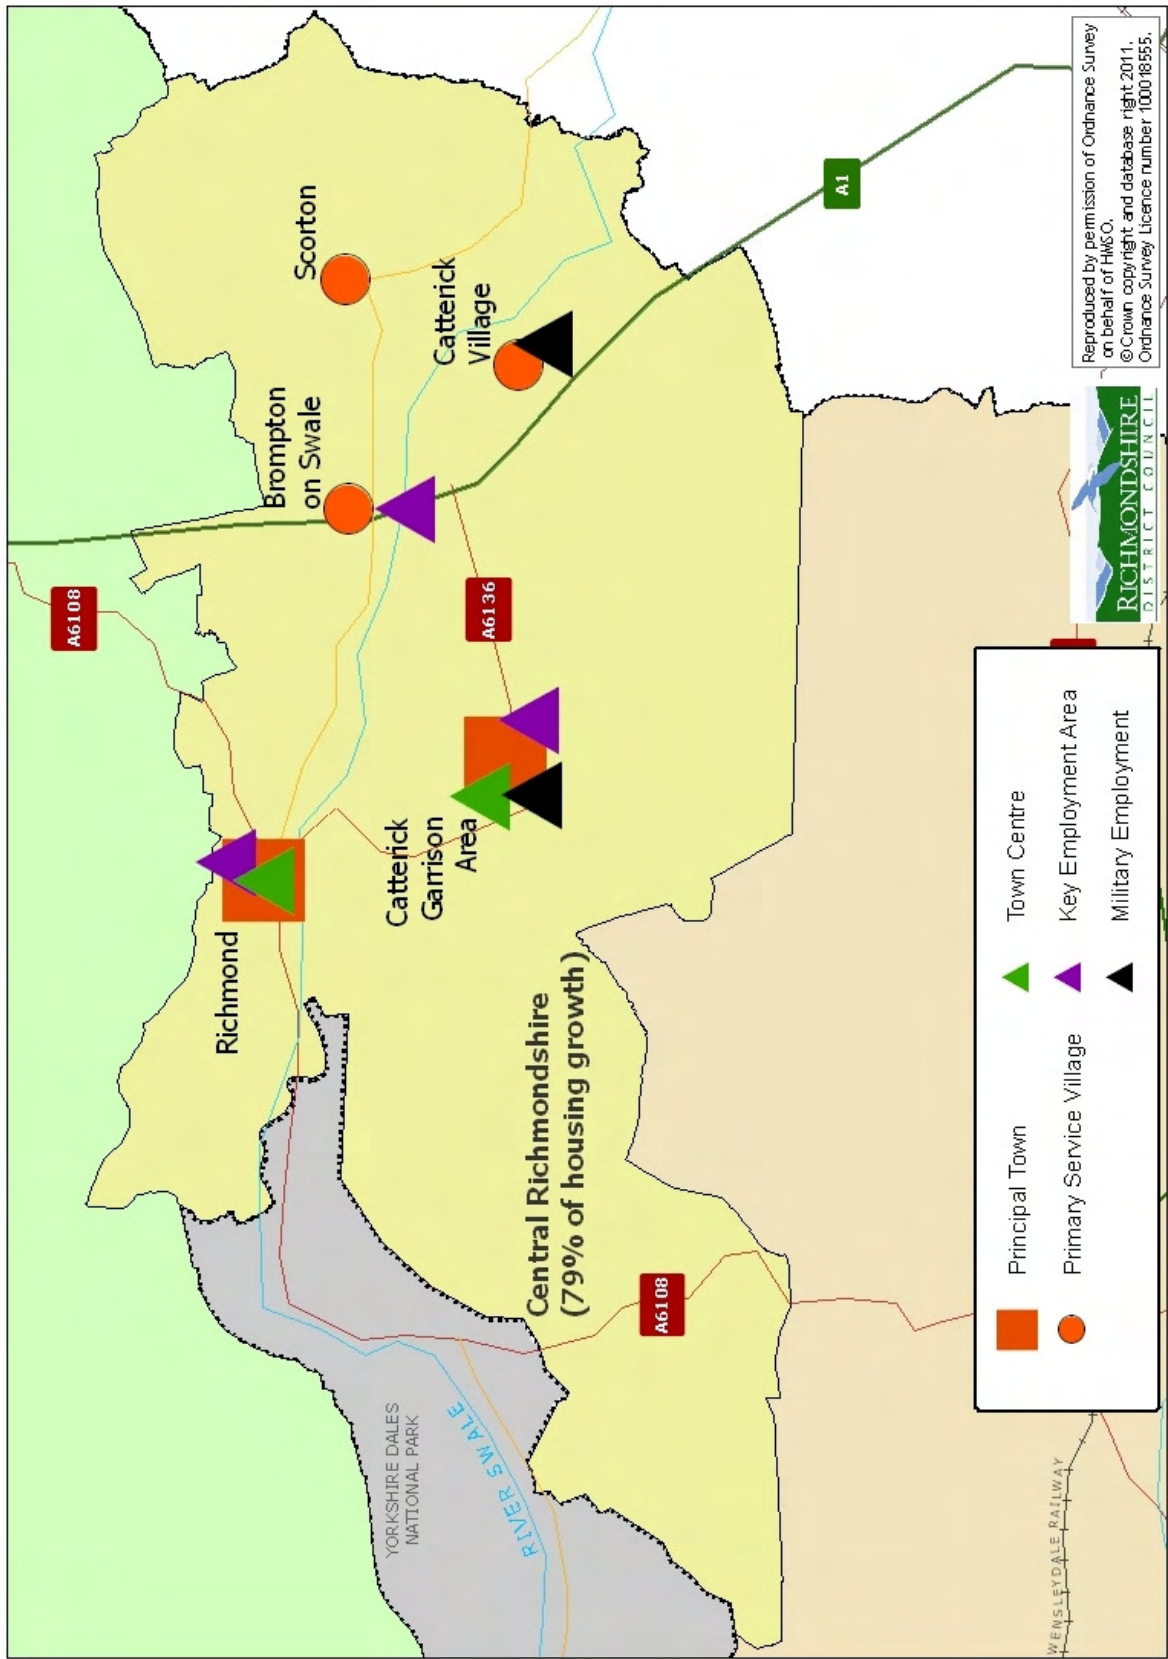 A6108
Richmond
Brompton
on Swale
Scorton
Catterick
Village
Catterick
Garrison
Area
A6136
A1
YORKSHIRE DALES
NATIONAL PARK
RIVER SWALE
Central Richmondshire
(79% of housing growth)
A6108
WENSLEYDALE RAILWAY
Principal Town
Town Centre
Primary Service Village
Key Employment Area
Military Employment
RICHMONDSHIRE
DISTRICT COUNCIL
Reproduced by permission of Ordnance Survey
on behalf of HMSO.
© Crown copyright and database right 2011.
Ordnance Survey Licence number 100018555.